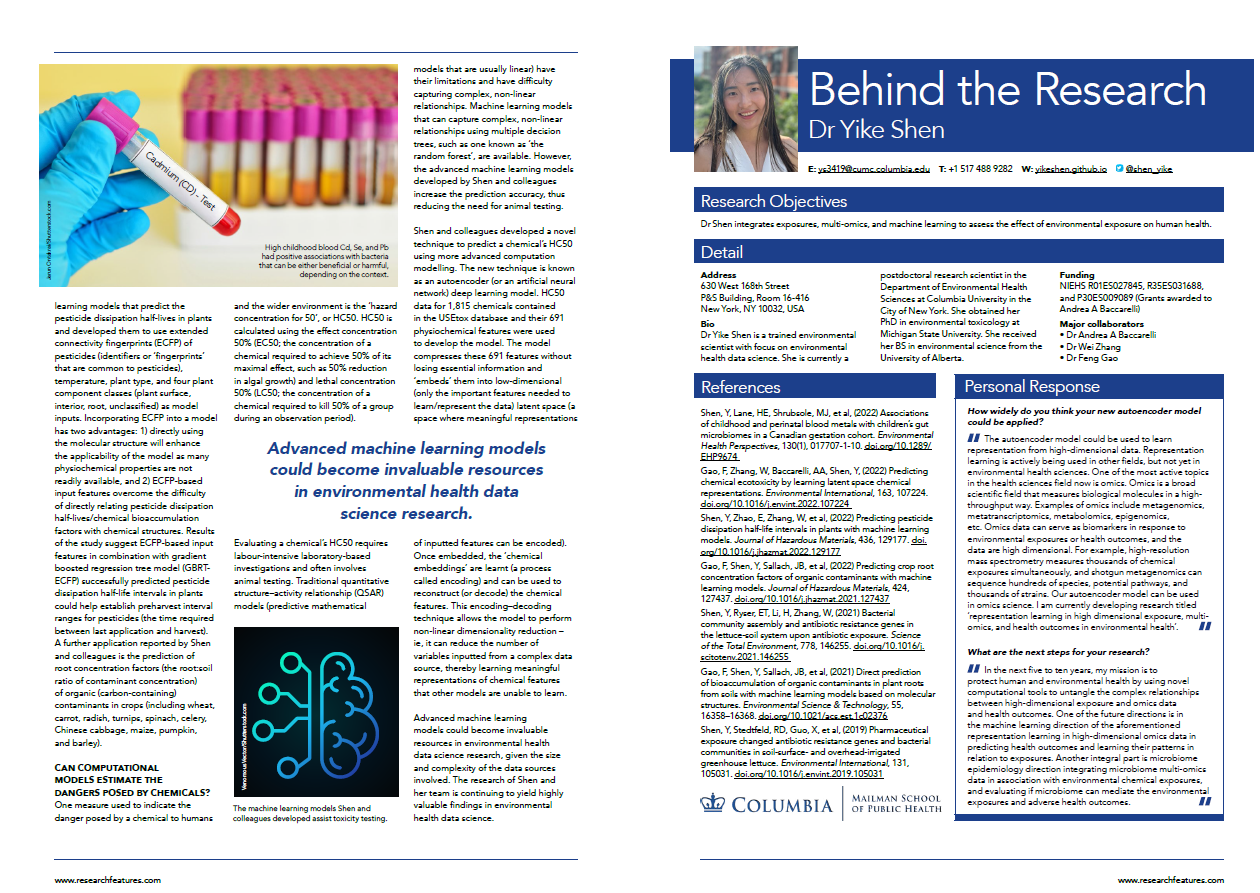 Cadmium (CD) - Test
Jarun Ontakrai/Shutterstock.com
High childhood blood Cd, Se, and Pb
had positive associations with bacteria
that can be either beneficial or harmful,
depending on the context.
learning models that predict the
pesticide dissipation half-lives in plants
and developed them to use extended
connectivity fingerprints (ECFP) of
pesticides (identifiers or ‘fingerprints’
that are common to pesticides),
temperature, plant type, and four plant
component classes (plant surface,
interior, root, unclassified) as model
inputs. Incorporating ECFP into a model
has two advantages: 1) directly using
the molecular structure will enhance
the applicability of the model as many
physiochemical properties are not
readily available, and 2) ECFP-based
input features overcome the difficulty
of directly relating pesticide dissipation
half-lives/chemical bioaccumulation
factors with chemical structures. Results
of the study suggest ECFP-based input
features in combination with gradient
boosted regression tree model (GBRT-
ECFP) successfully predicted pesticide
dissipation half-life intervals in plants
could help establish preharvest interval
ranges for pesticides (the time required
between last application and harvest).
A further application reported by Shen
and colleagues is the prediction of
root concentration factors (the root:soil
ratio of contaminant concentration)
of organic (carbon-containing)
contaminants in crops (including wheat,
carrot, radish, turnips, spinach, celery,
Chinese cabbage, maize, pumpkin,
and barley).
CAN COMPUTATIONAL
MODELS ESTIMATE THE
DANGERS POSED BY CHEMICALS?
One measure used to indicate the
danger posed by a chemical to humans
and the wider environment is the ‘hazard
concentration for 50’, or HC50. HC50 is
calculated using the effect concentration
50% (EC50; the concentration of a
chemical required to achieve 50% of its
maximal effect, such as 50% reduction
in algal growth) and lethal concentration
50% (LC50; the concentration of a
chemical required to kill 50% of a group
during an observation period).
Advanced machine learning models
could become invaluable resources
in environmental health data
science research.
Evaluating a chemical’s HC50 requires
labour-intensive laboratory-based
investigations and often involves
animal testing. Traditional quantitative
structure–activity relationship (QSAR)
models (predictive mathematical
VenomousVector/Shutterstock.com
The machine learning models Shen and
colleagues developed assist toxicity testing.
models that are usually linear) have
their limitations and have difficulty
capturing complex, non-linear
relationships. Machine learning models
that can capture complex, non-linear
relationships using multiple decision
trees, such as one known as ‘the
random forest’, are available. However,
the advanced machine learning models
developed by Shen and colleagues
increase the prediction accuracy, thus
reducing the need for animal testing.
Shen and colleagues developed a novel
technique to predict a chemical’s HC50
using more advanced computation
modelling. The new technique is known
as an autoencoder (or an artificial neural
network) deep learning model. HC50
data for 1,815 chemicals contained
in the USEtox database and their 691
physiochemical features were used
to develop the model. The model
compresses these 691 features without
losing essential information and
‘embeds’ them into low-dimensional
(only the important features needed to
learn/represent the data) latent space (a
space where meaningful representations
of inputted features can be encoded).
Once embedded, the ‘chemical
embeddings’ are learnt (a process
called encoding) and can be used to
reconstruct (or decode) the chemical
features. This encoding–decoding
technique allows the model to perform
non-linear dimensionality reduction –
ie, it can reduce the number of
variables inputted from a complex data
source, thereby learning meaningful
representations of chemical features
that other models are unable to learn.
Advanced machine learning
models could become invaluable
resources in environmental health
data science research, given the size
and complexity of the data sources
involved. The research of Shen and
her team is continuing to yield highly
valuable findings in environmental
health data science.
www.researchfeatures.com
Behind the Research
Dr Yike Shen
E: ys3419@cumc.columbia.edu T: +1 517 488 9282 W: yikeshen.github.io @shen_yike
Research Objectives
Dr Shen integrates exposures, multi-omics, and machine learning to assess the effect of environmental exposure on human health.
Detail
Address
630 West 168th Street
P&S Building, Room 16-416
New York, NY 10032, USA
Bio
Dr Yike Shen is a trained environmental
scientist with focus on environmental
health data science. She is currently a
postdoctoral research scientist in the
Department of Environmental Health
Sciences at Columbia University in the
City of New York. She obtained her
PhD in environmental toxicology at
Michigan State University. She received
her BS in environmental science from the
University of Alberta.
Funding
NIEHS R01ES027845, R35ES031688,
and P30ES009089 (Grants awarded to
Andrea A Baccarelli)
Major collaborators
• Dr Andrea A Baccarelli
• Dr Wei Zhang
• Dr Feng Gao
References
Shen, Y, Lane, HE, Shrubsole, MJ, et al, (2022) Associations
of childhood and perinatal blood metals with children’s gut
microbiomes in a Canadian gestation cohort. Environmental
Health Perspectives, 130(1), 017707-1-10. doi.org/10.1289/
EHP9674
Gao, F, Zhang, W, Baccarelli, AA, Shen, Y, (2022) Predicting
chemical ecotoxicity by learning latent space chemical
representations. Environmental International, 163, 107224.
doi.org/10.1016/j.envint.2022.107224
Shen, Y, Zhao, E, Zhang, W, et al, (2022) Predicting pesticide
dissipation half-life intervals in plants with machine learning
models. Journal of Hazardous Materials, 436, 129177. doi.
org/10.1016/j.jhazmat.2022.129177
Gao, F, Shen, Y, Sallach, JB, et al, (2022) Predicting crop root
concentration factors of organic contaminants with machine
learning models. Journal of Hazardous Materials, 424,
127437. doi.org/10.1016/j.jhazmat.2021.127437
Shen, Y, Ryser, ET, Li, H, Zhang, W, (2021) Bacterial
community assembly and antibiotic resistance genes in
the lettuce-soil system upon antibiotic exposure. Science
of the Total Environment, 778, 146255. doi.org/10.1016/j.
scitotenv.2021.146255
Gao, F, Shen, Y, Sallach, JB, et al, (2021) Direct prediction
of bioaccumulation of organic contaminants in plant roots
from soils with machine learning models based on molecular
structures. Environmental Science & Technology, 55,
16358–16368. doi.org/10.1021/acs.est.1c02376
Shen, Y, Stedtfeld, RD, Guo, X, et al, (2019) Pharmaceutical
exposure changed antibiotic resistance genes and bacterial
communities in soil-surface- and overhead-irrigated
greenhouse lettuce. Environmental International, 131,
105031. doi.org/10.1016/j.envint.2019.105031
COLUMBIA
MAILMAN SCHOOL
OF PUBLIC HEALTH
Personal Response
How widely do you think your new autoencoder model
could be applied?
“ The autoencoder model could be used to learn
representation from high-dimensional data. Representation
learning is actively being used in other fields, but not yet in
environmental health sciences. One of the most active topics
in the health sciences field now is omics. Omics is a broad
scientific field that measures biological molecules in a high-
throughput way. Examples of omics include metagenomics,
metatranscriptomics, metabolomics, epigenomics,
etc. Omics data can serve as biomarkers in response to
environmental exposures or health outcomes, and the
data are high dimensional. For example, high-resolution
mass spectrometry measures thousands of chemical
exposures simultaneously, and shotgun metagenomics can
sequence hundreds of species, potential pathways, and
thousands of strains. Our autoencoder model can be used
in omics science. I am currently developing research titled
‘representation learning in high dimensional exposure, multi-
omics, and health outcomes in environmental health’. ”
What are the next steps for your research?
“ In the next five to ten years, my mission is to
protect human and environmental health by using novel
computational tools to untangle the complex relationships
between high-dimensional exposure and omics data
and health outcomes. One of the future directions is in
the machine learning direction of the aforementioned
representation learning in high-dimensional omics data in
predicting health outcomes and learning their patterns in
relation to exposures. Another integral part is microbiome
epidemiology direction integrating microbiome multi-omics
data in association with environmental chemical exposures,
and evaluating if microbiome can mediate the environmental
exposures and adverse health outcomes. ”
www.researchfeatures.com